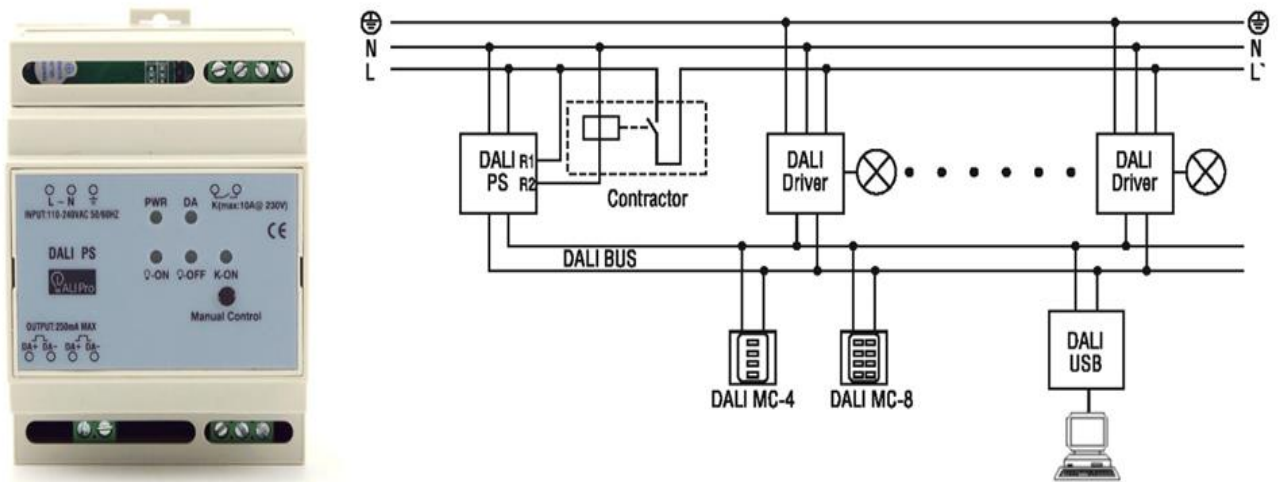 L ~ N
INPUT:110-240VAC 50/60HZ
PWR DA
K(max:10A@ 230V)
CE
DALI PS
ALIPro
💡-ON 💡-OFF K-ON
Manual Control
OUTPUT:250mA MAX
DA+ DA- DA+ DA-
N
L
N
L`
DALI PS
R1
R2
Contractor
DALI
Driver
DALI
Driver
DALI BUS
DALI MC-4
DALI MC-8
DALI
USB